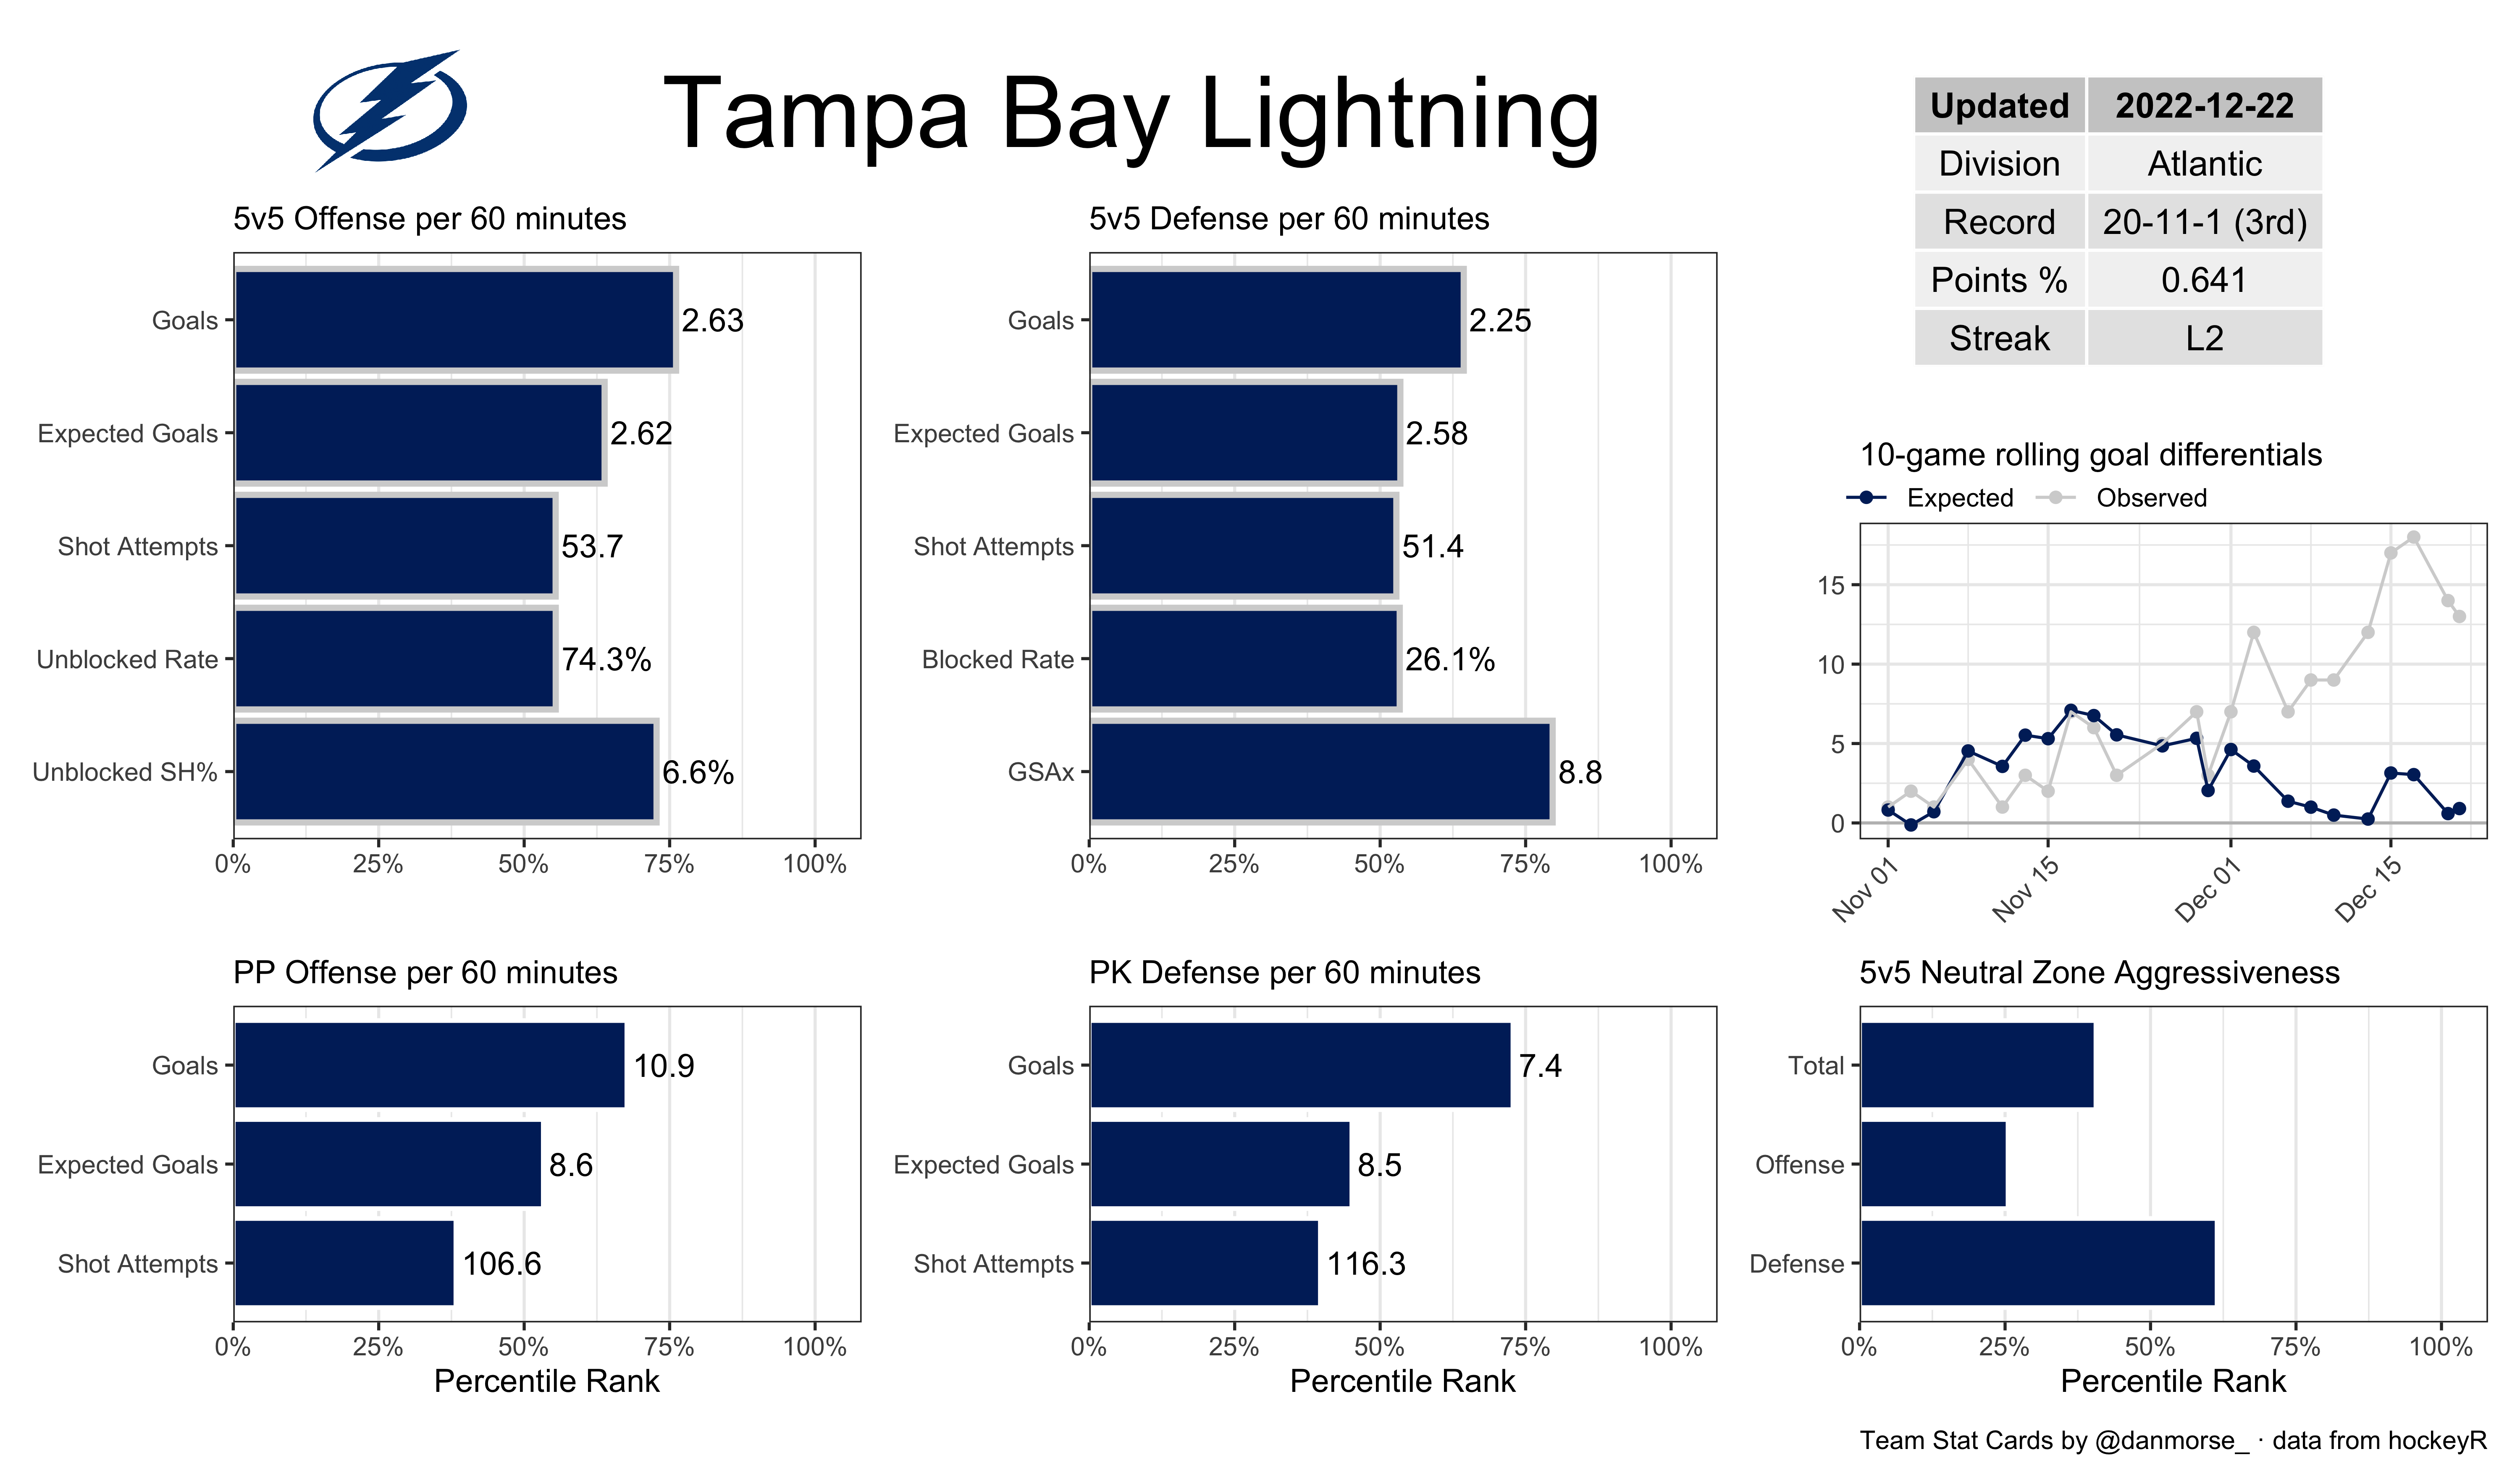 Tampa Bay Lightning
Updated 2022-12-22
Division Atlantic
Record 20-11-1 (3rd)
Points % 0.641
Streak L2
5v5 Offense per 60 minutes
Goals 2.63
Expected Goals 2.62
Shot Attempts 53.7
Unblocked Rate 74.3%
Unblocked SH% 6.6%
0% 25% 50% 75% 100%
5v5 Defense per 60 minutes
Goals 2.25
Expected Goals 2.58
Shot Attempts 51.4
Blocked Rate 26.1%
GSAx 8.8
0% 25% 50% 75% 100%
10-game rolling goal differentials
Expected Observed
15
10
5
0
Nov 01 Nov 15 Dec 01 Dec 15
PP Offense per 60 minutes
Goals 10.9
Expected Goals 8.6
Shot Attempts 106.6
0% 25% 50% 75% 100%
Percentile Rank
PK Defense per 60 minutes
Goals 7.4
Expected Goals 8.5
Shot Attempts 116.3
0% 25% 50% 75% 100%
Percentile Rank
5v5 Neutral Zone Aggressiveness
Total
Offense
Defense
0% 25% 50% 75% 100%
Percentile Rank
Team Stat Cards by @danmorse_ · data from hockeyR